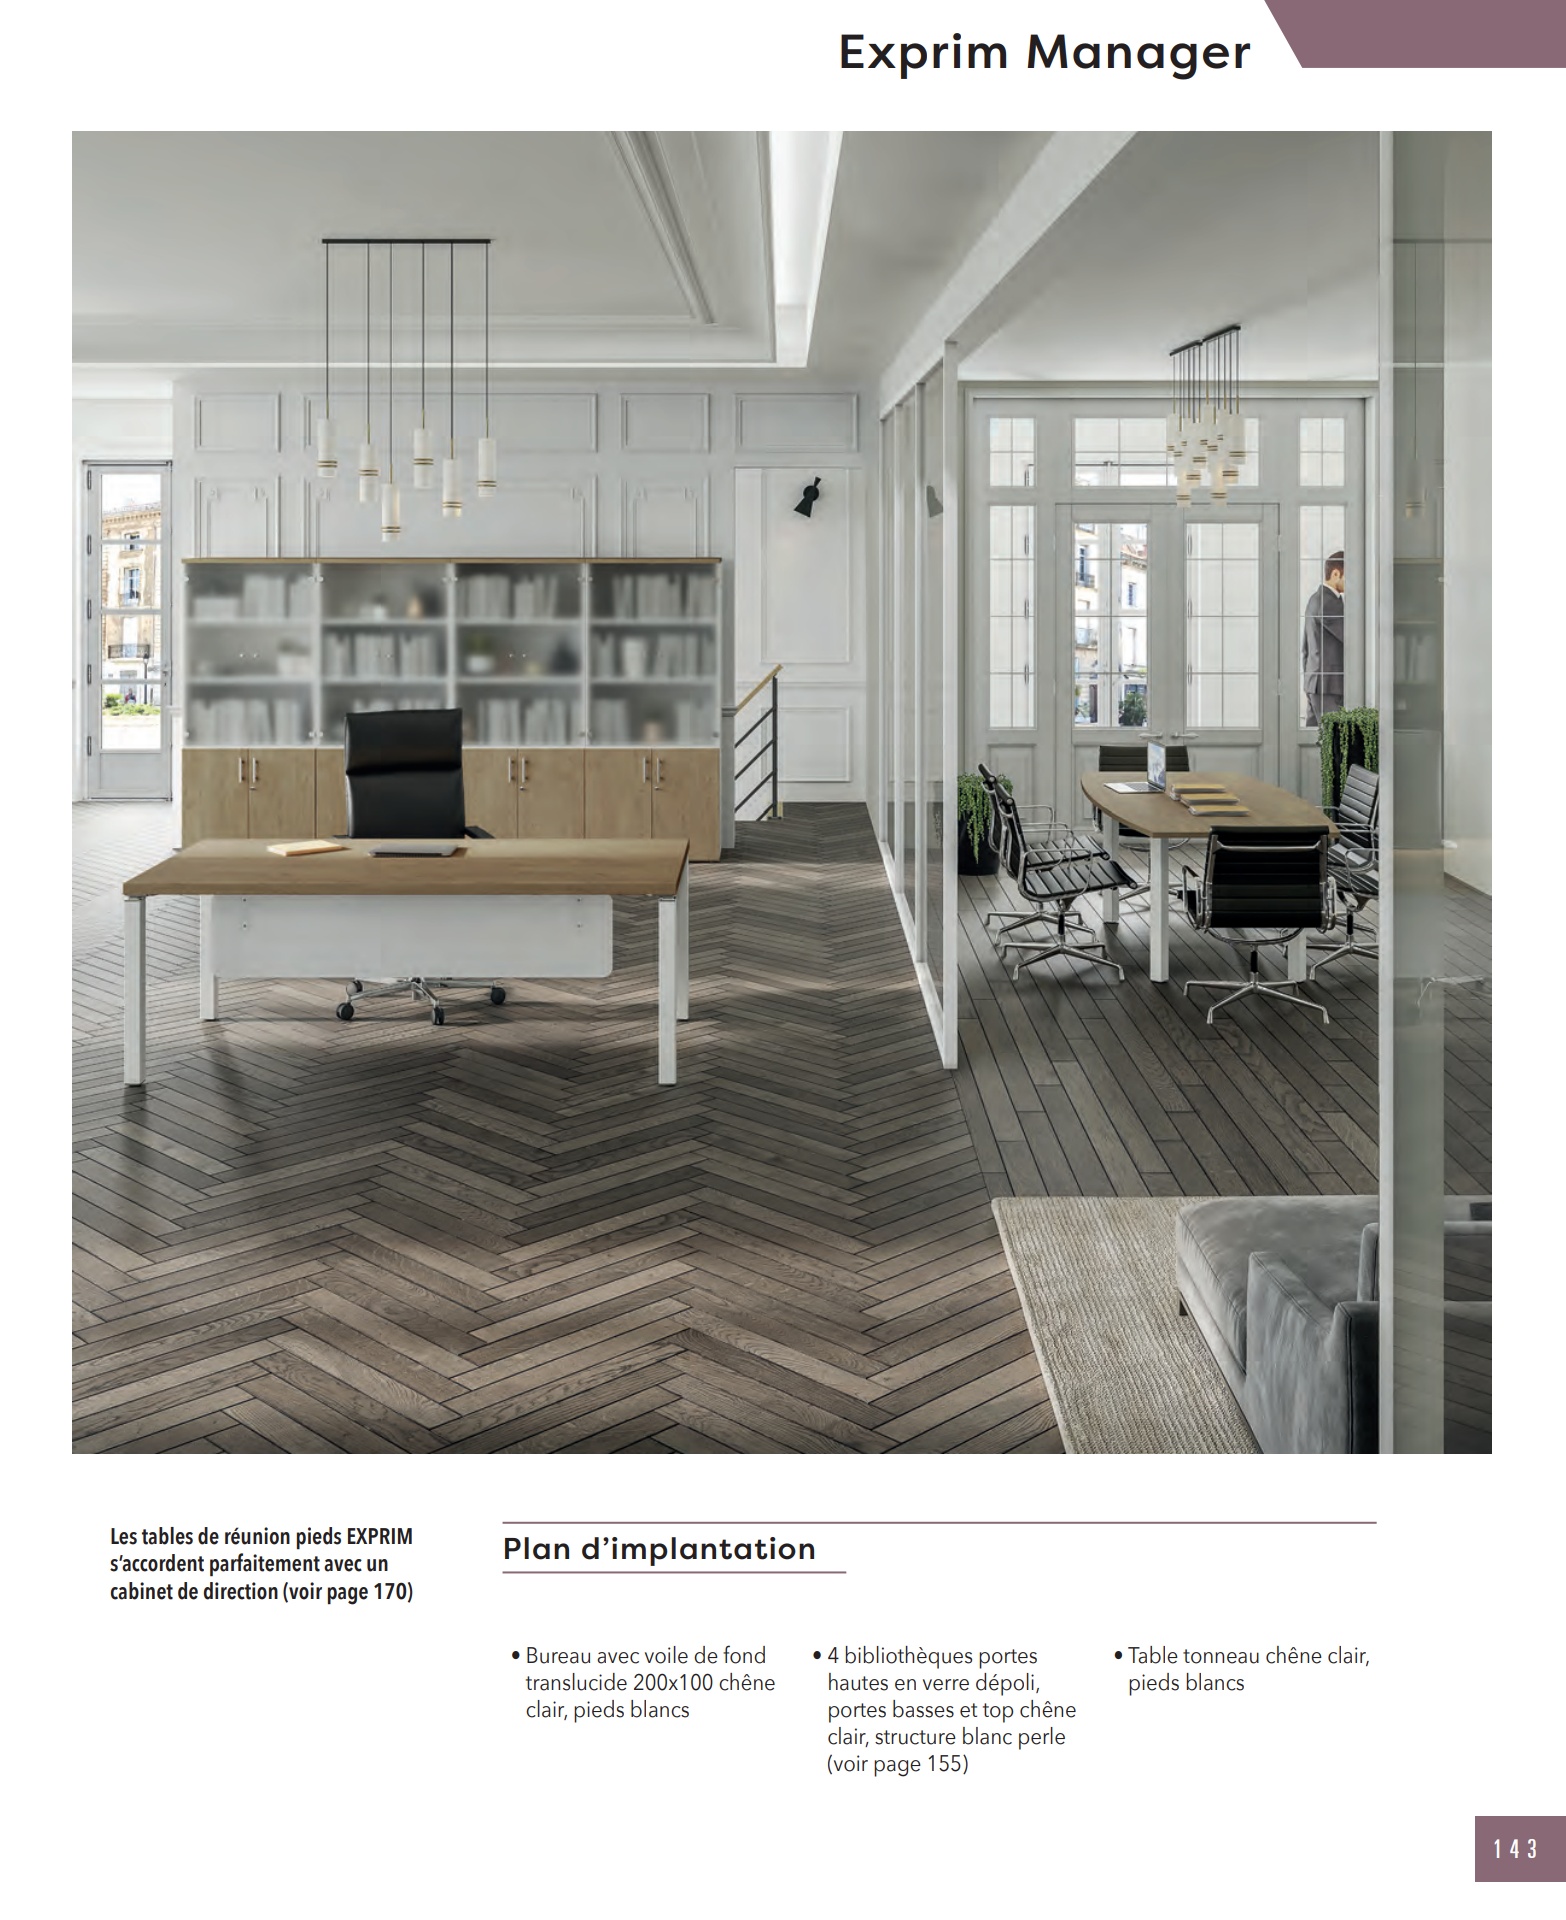 Exprim Manager
Les tables de réunion pieds EXPRIM
s’accordent parfaitement avec un
cabinet de direction (voir page 170)
Plan d’implantation
• Bureau avec voile de fond
translucide 200x100 chêne
clair, pieds blancs
• 4 bibliothèques portes
hautes en verre dépoli,
portes basses et top chêne
clair, structure blanc perle
(voir page 155)
• Table tonneau chêne clair,
pieds blancs
143